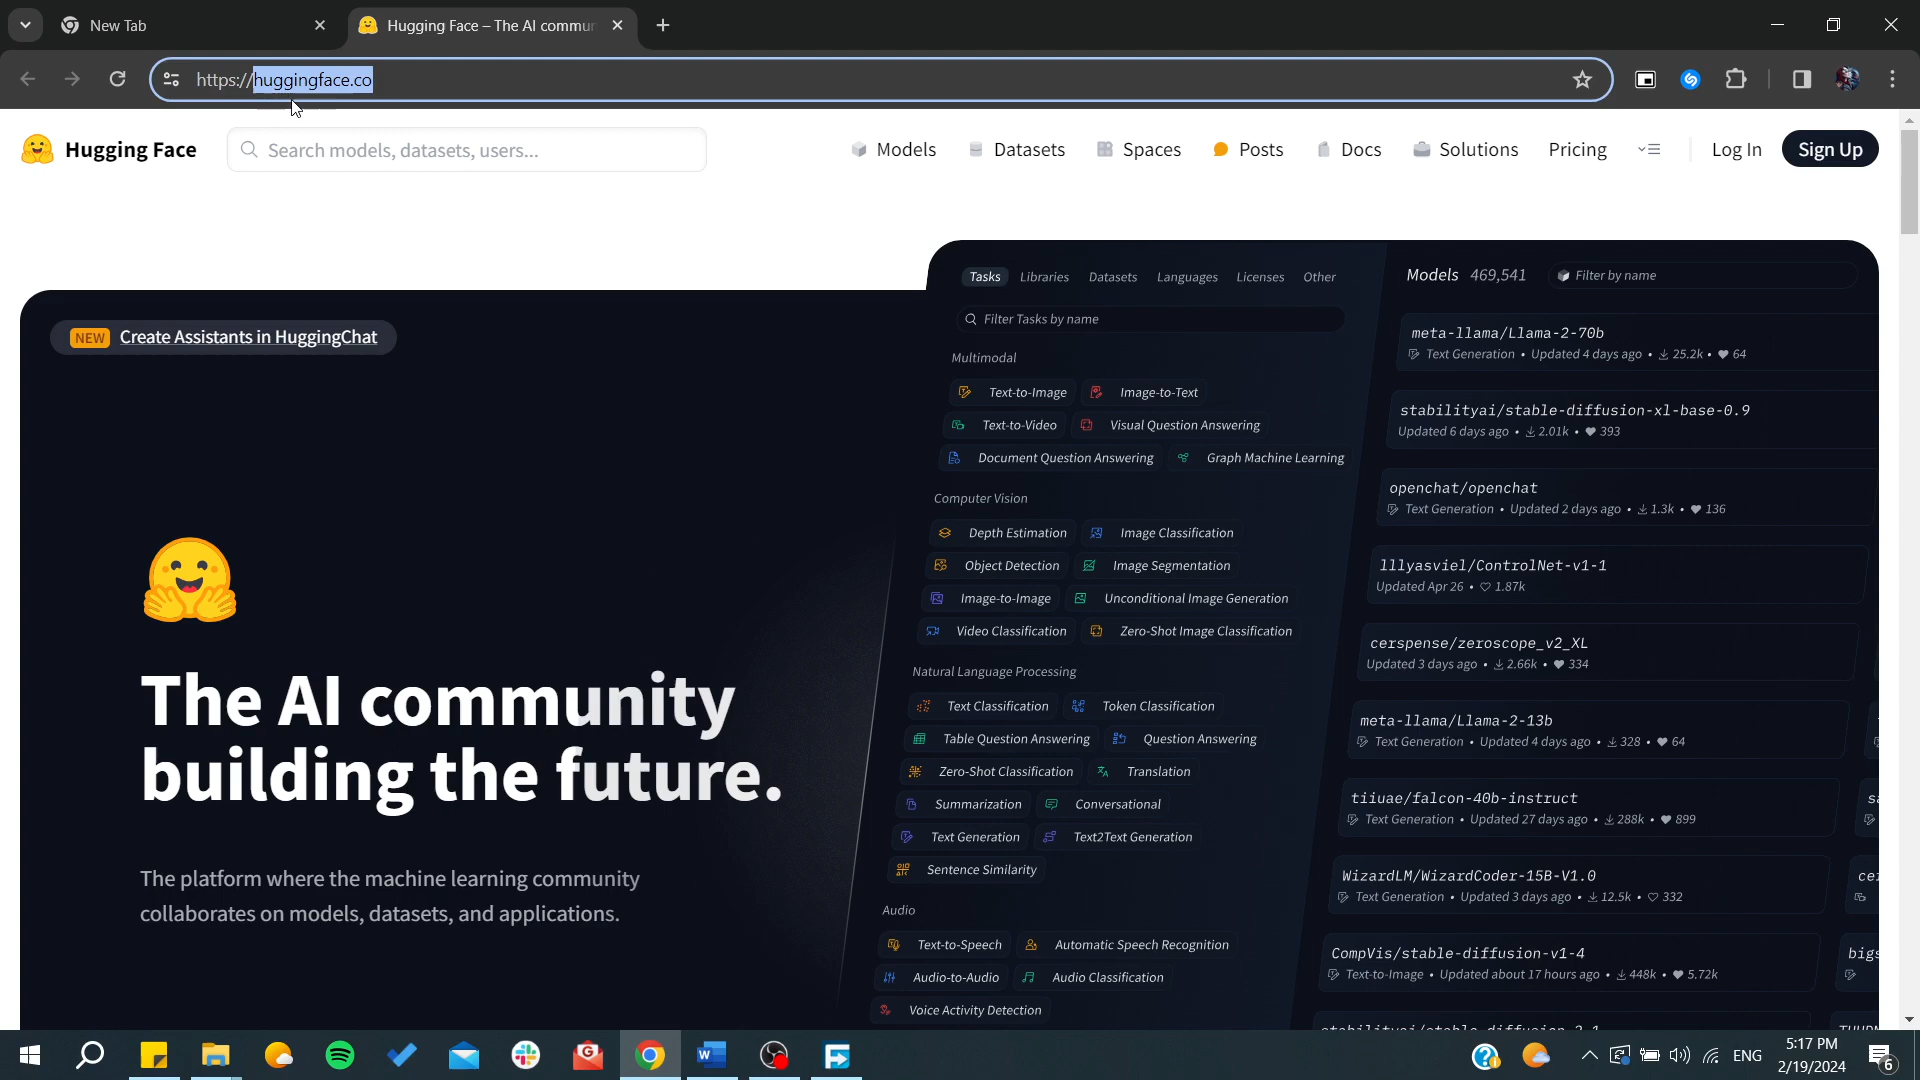 New Tab
Hugging Face – The AI commun
https://huggingface.co
Hugging Face
Search models, datasets, users...
Models
Datasets
Spaces
Posts
Docs
Solutions
Pricing
Log In
Sign Up
NEW Create Assistants in HuggingChat
The AI community
building the future.
The platform where the machine learning community
collaborates on models, datasets, and applications.
Tasks Libraries Datasets Languages Licenses Other
Filter Tasks by name
Multimodal
Text-to-Image Image-to-Text
Text-to-Video Visual Question Answering
Document Question Answering Graph Machine Learning
Computer Vision
Depth Estimation Image Classification
Object Detection Image Segmentation
Image-to-Image Unconditional Image Generation
Video Classification Zero-Shot Image Classification
Natural Language Processing
Text Classification Token Classification
Table Question Answering Question Answering
Zero-Shot Classification Translation
Summarization Conversational
Text Generation Text2Text Generation
Sentence Similarity
Audio
Text-to-Speech Automatic Speech Recognition
Audio-to-Audio Audio Classification
Voice Activity Detection
Models 469,541
Filter by name
meta-llama/Llama-2-70b
Text Generation • Updated 4 days ago • 25.2k • 64
stabilityai/stable-diffusion-xl-base-0.9
Updated 6 days ago • 2.01k • 393
openchat/openchat
Text Generation • Updated 2 days ago • 1.3k • 136
lllyasviel/ControlNet-v1-1
Updated Apr 26 • 1.87k
cerspense/zeroscope_v2_XL
Updated 3 days ago • 2.66k • 334
meta-llama/Llama-2-13b
Text Generation • Updated 4 days ago • 328 • 64
tiiuae/falcon-40b-instruct
Text Generation • Updated 27 days ago • 288k • 899
WizardLM/WizardCoder-15B-V1.0
Text Generation • Updated 3 days ago • 12.5k • 332
CompVis/stable-diffusion-v1-4
Text-to-Image • Updated about 17 hours ago • 448k • 5.72k
ENG
5:17 PM
2/19/2024
6